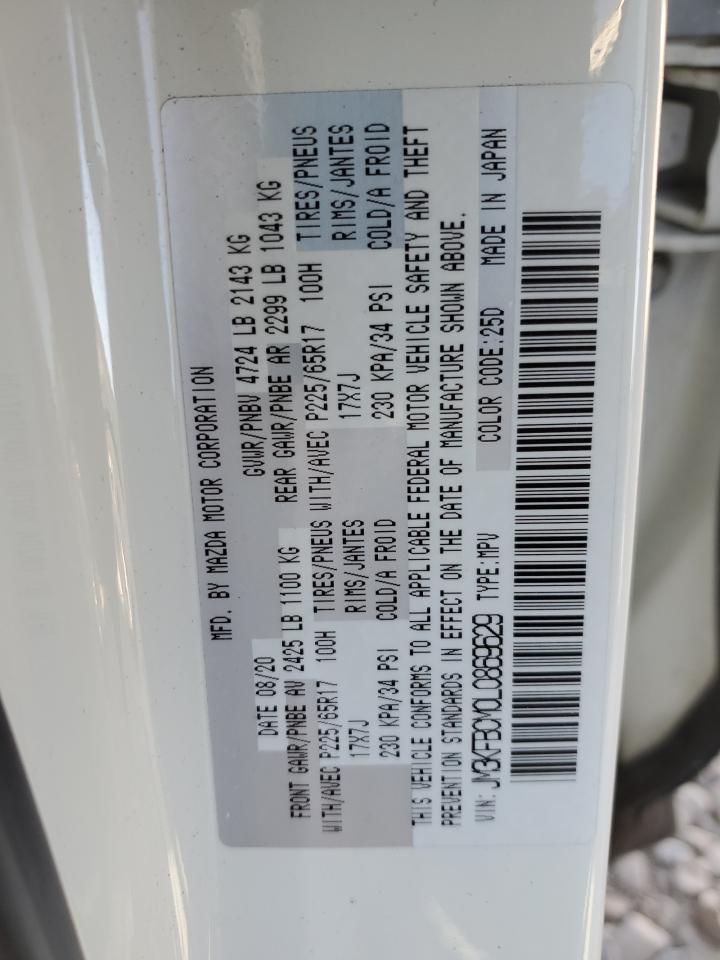 MFD. BY MAZDA MOTOR CORPORATION
DATE 08/20 GVWR/PNBV 4724 LB 2143 KG
FRONT GAWR/PNBE AV 2425 LB 1100 KG REAR GAWR/PNBE AR 2299 LB 1043 KG
WITH/AVEC P225/65R17 100H TIRES/PNEUS WITH/AVEC P225/65R17 100H TIRES/PNEUS
17X7J RIMS/JANTES 17X7J RIMS/JANTES
230 KPA/34 PSI COLD/A FROID 230 KPA/34 PSI COLD/A FROID
THIS VEHICLE CONFORMS TO ALL APPLICABLE FEDERAL MOTOR VEHICLE SAFETY AND THEFT
PREVENTION STANDARDS IN EFFECT ON THE DATE OF MANUFACTURE SHOWN ABOVE.
VIN: JM3KFBCM0L0869629 TYPE:MPV COLOR CODE:25D MADE IN JAPAN